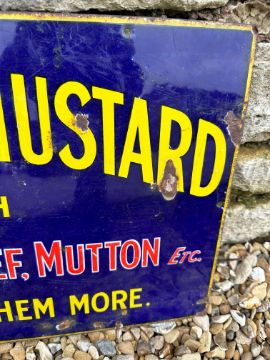 MUSTARD
H
EF, MUTTON ETC.
HEM MORE.